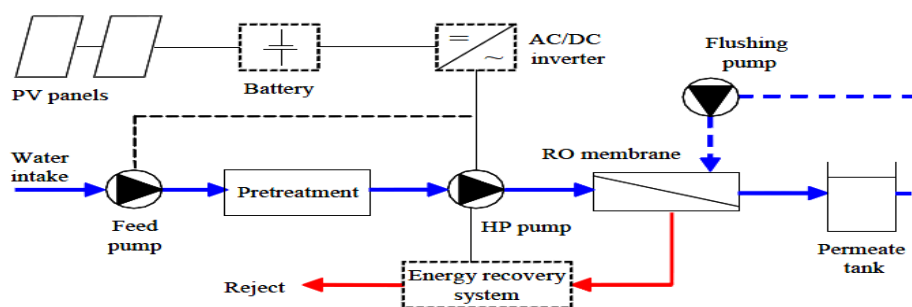 PV panels
Battery
=
~
AC/DC
inverter
Flushing
pump
Water
intake
Feed
pump
Pretreatment
HP pump
RO membrane
Permeate
tank
Energy recovery
system
Reject